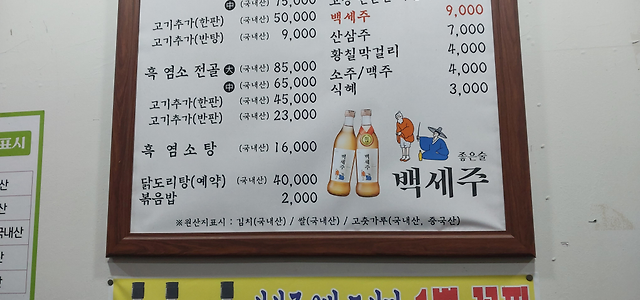 中 (국내산) 75,000
고기추가(한판) (국내산) 50,000
고기추가(반탕) (국내산) 9,000
흑 염소 전골 大 (국내산) 85,000
中 (국내산) 65,000
고기추가(한판) (국내산) 45,000
고기추가(반판) (국내산) 23,000
흑 염소 탕 (국내산) 16,000
닭도리탕(예약) (국내산) 40,000
볶음밥 2,000
백세주 9,000
산삼주 7,000
황칠막걸리 4,000
소주/맥주 4,000
식혜 3,000
백세주
백세주
좋은술
백세주
※원산지표시 : 김치(국내산) / 쌀(국내산) / 고춧가루(국내산, 중국산)
표시
산
산
국내산
산